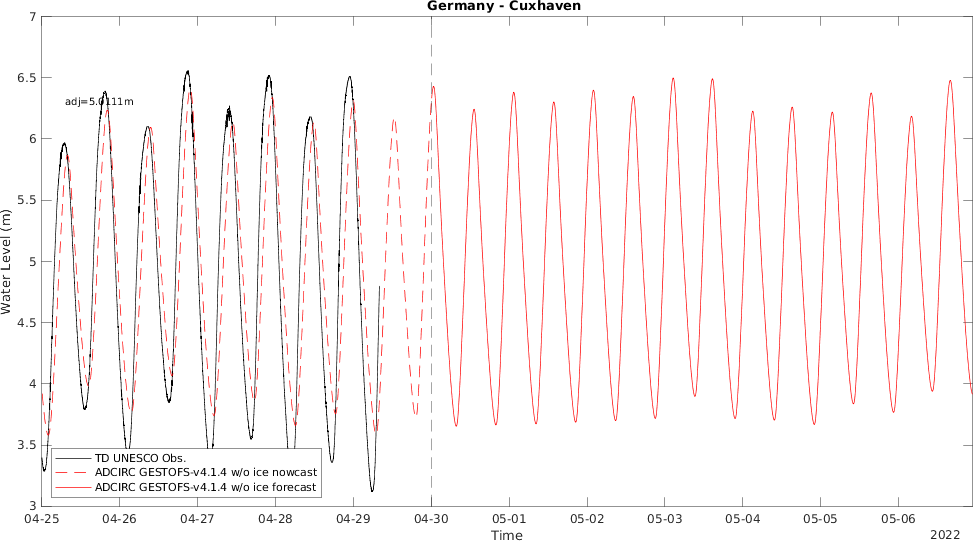 Germany - Cuxhaven
7
6.5
6
5.5
5
4.5
4
3.5
3
Water Level (m)
adj=5.0111m
TD UNESCO Obs.
ADCIRC GESTOFS-v4.1.4 w/o ice nowcast
ADCIRC GESTOFS-v4.1.4 w/o ice forecast
04-25 04-26 04-27 04-28 04-29 04-30 05-01 05-02 05-03 05-04 05-05 05-06
Time
2022